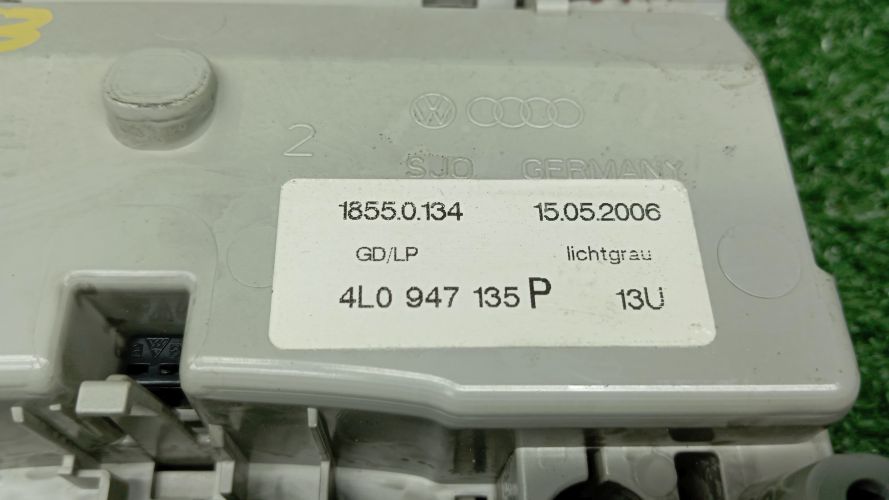 2
SJO GERMANY
1855.0.134 15.05.2006
GD/LP lichtgrau
4L0 947 135 P 13U